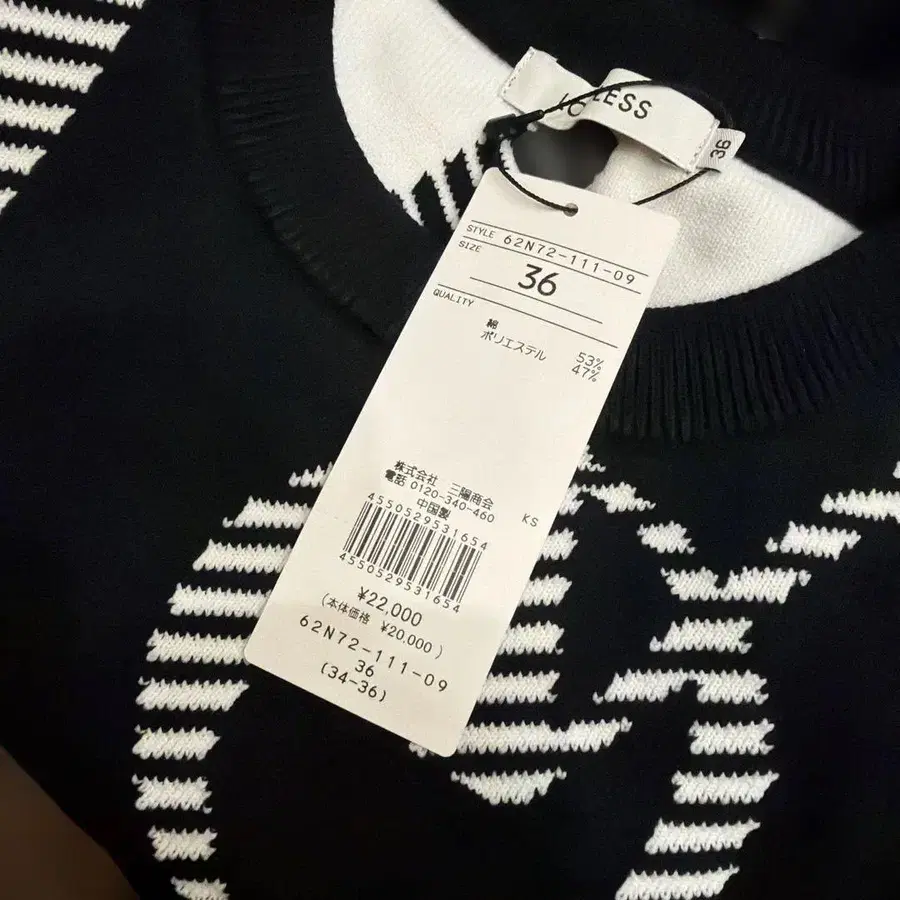 LESS
36
STYLE 62N72-111-09
SIZE
36
QUALITY
綿 53%
ポリエステル 47%
株式会社 三陽商会
電話 0120-340-460
中国製 KS
4550529531654
4550529531654
¥22,000
(本体価格 ¥20,000)
62N72-111-09
36
(34-36)